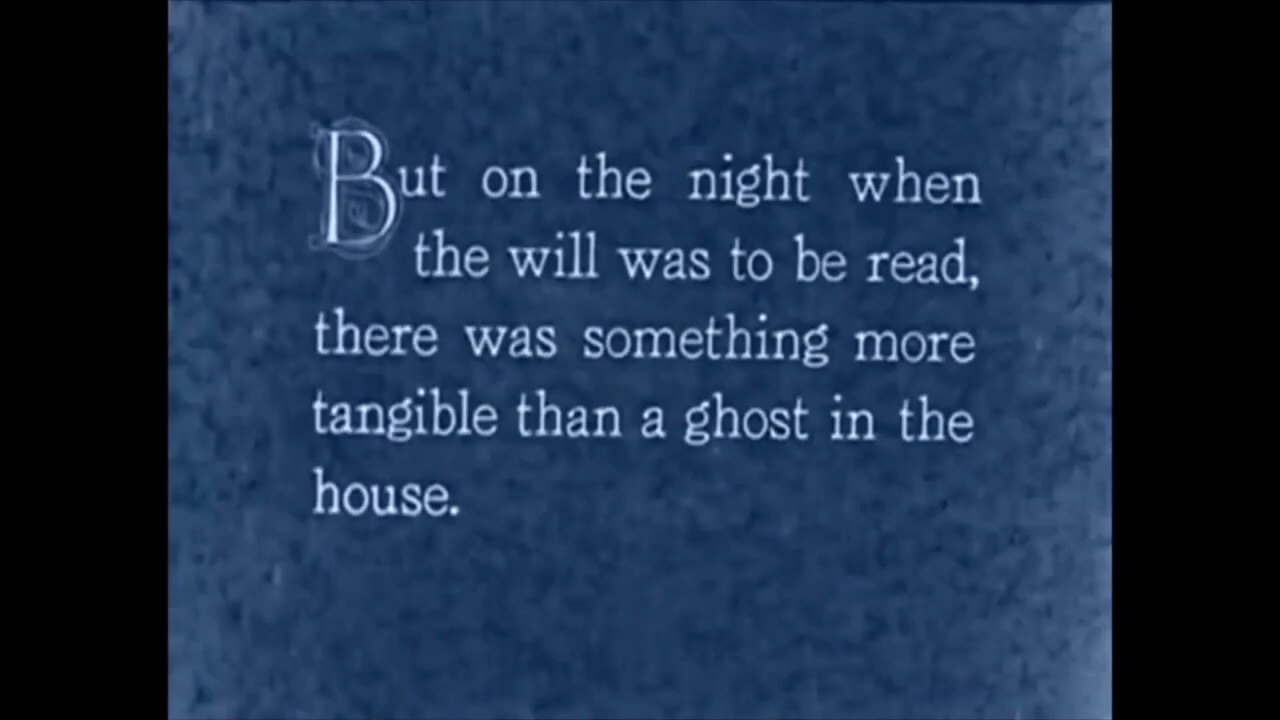 But on the night when
the will was to be read,
there was something more
tangible than a ghost in the
house.